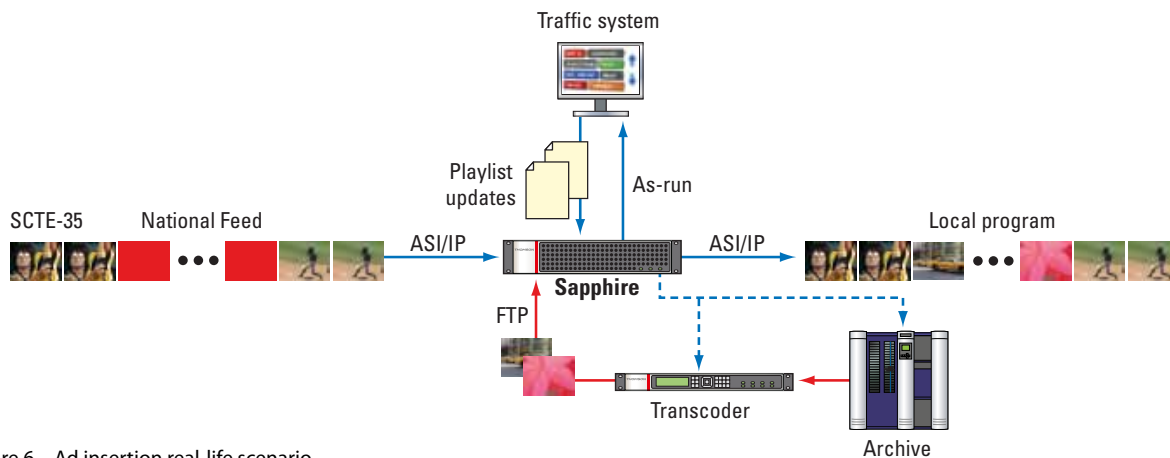 Traffic system
Playlist
updates
As-run
SCTE-35
National Feed
ASI/IP
ASI/IP
Local program
Sapphire
FTP
Transcoder
Archive
re 6 Ad insertion real-life scenario